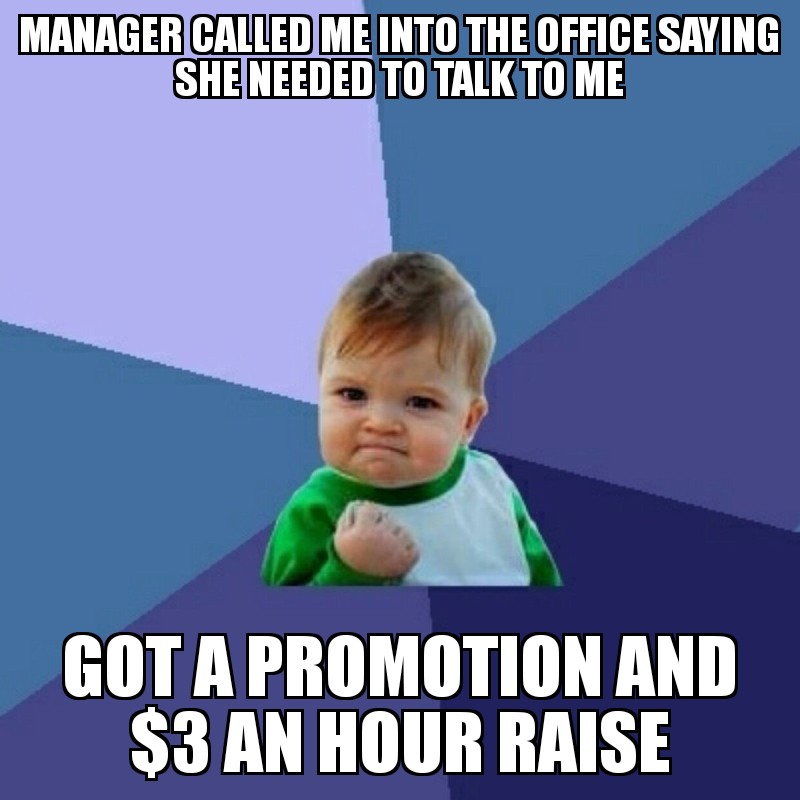 MANAGER CALLED ME INTO THE OFFICE SAYING
SHE NEEDED TO TALK TO ME
GOT A PROMOTION AND
$3 AN HOUR RAISE